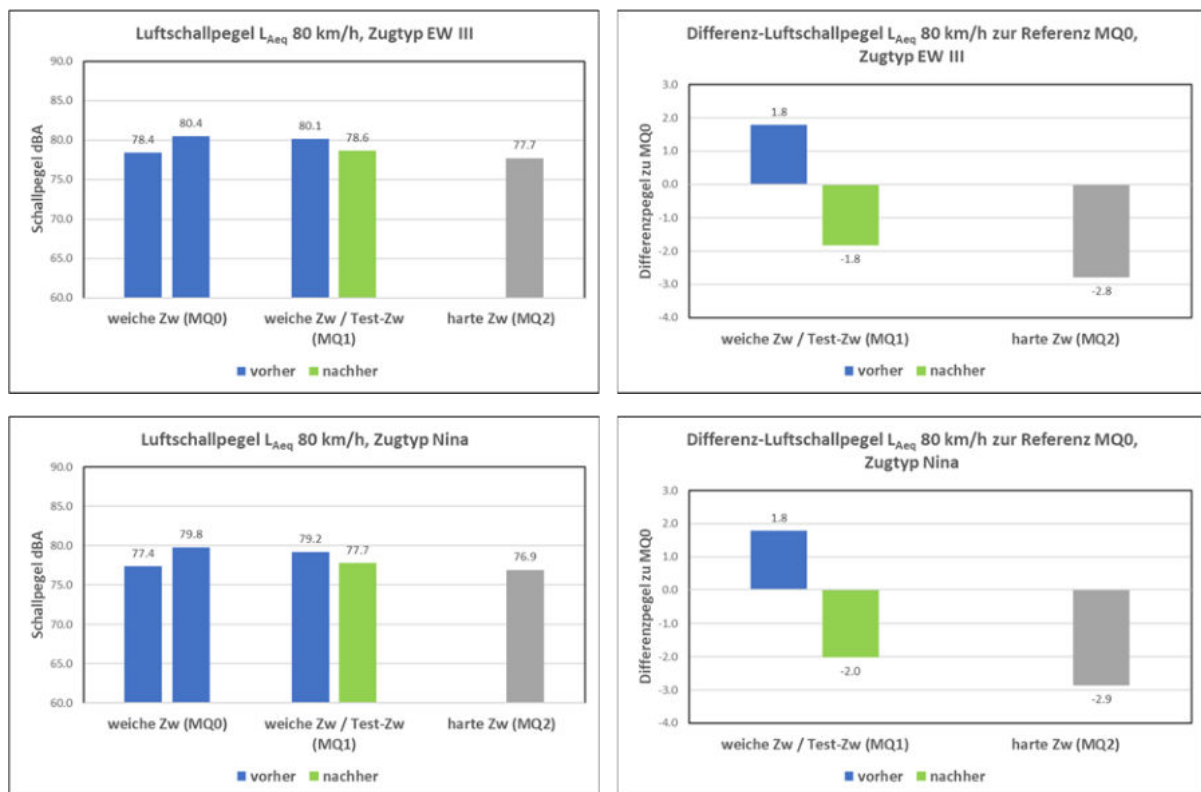 Luftschallpegel LAeq 80 km/h, Zugtyp EW III
Schallpegel dBA
90.0
85.0
80.0
75.0
70.0
65.0
60.0
78.4
80.4
80.1
78.6
77.7
weiche Zw (MQ0)
weiche Zw / Test-Zw
(MQ1)
harte Zw (MQ2)
vorher
nachher
Differenz-Luftschallpegel LAeq 80 km/h zur Referenz MQ0,
Zugtyp EW III
Differenzpegel zu MQ0
3.0
2.0
1.0
0.0
-1.0
-2.0
-3.0
-4.0
1.8
-1.8
-2.8
weiche Zw / Test-Zw (MQ1)
harte Zw (MQ2)
vorher
nachher
Luftschallpegel LAeq 80 km/h, Zugtyp Nina
Schallpegel dBA
90.0
85.0
80.0
75.0
70.0
65.0
60.0
77.4
79.8
79.2
77.7
76.9
weiche Zw (MQ0)
weiche Zw / Test-Zw
(MQ1)
harte Zw (MQ2)
vorher
nachher
Differenz-Luftschallpegel LAeq 80 km/h zur Referenz MQ0,
Zugtyp Nina
Differenzpegel zu MQ0
3.0
2.0
1.0
0.0
-1.0
-2.0
-3.0
-4.0
1.8
-2.0
-2.9
weiche Zw / Test-Zw (MQ1)
harte Zw (MQ2)
vorher
nachher